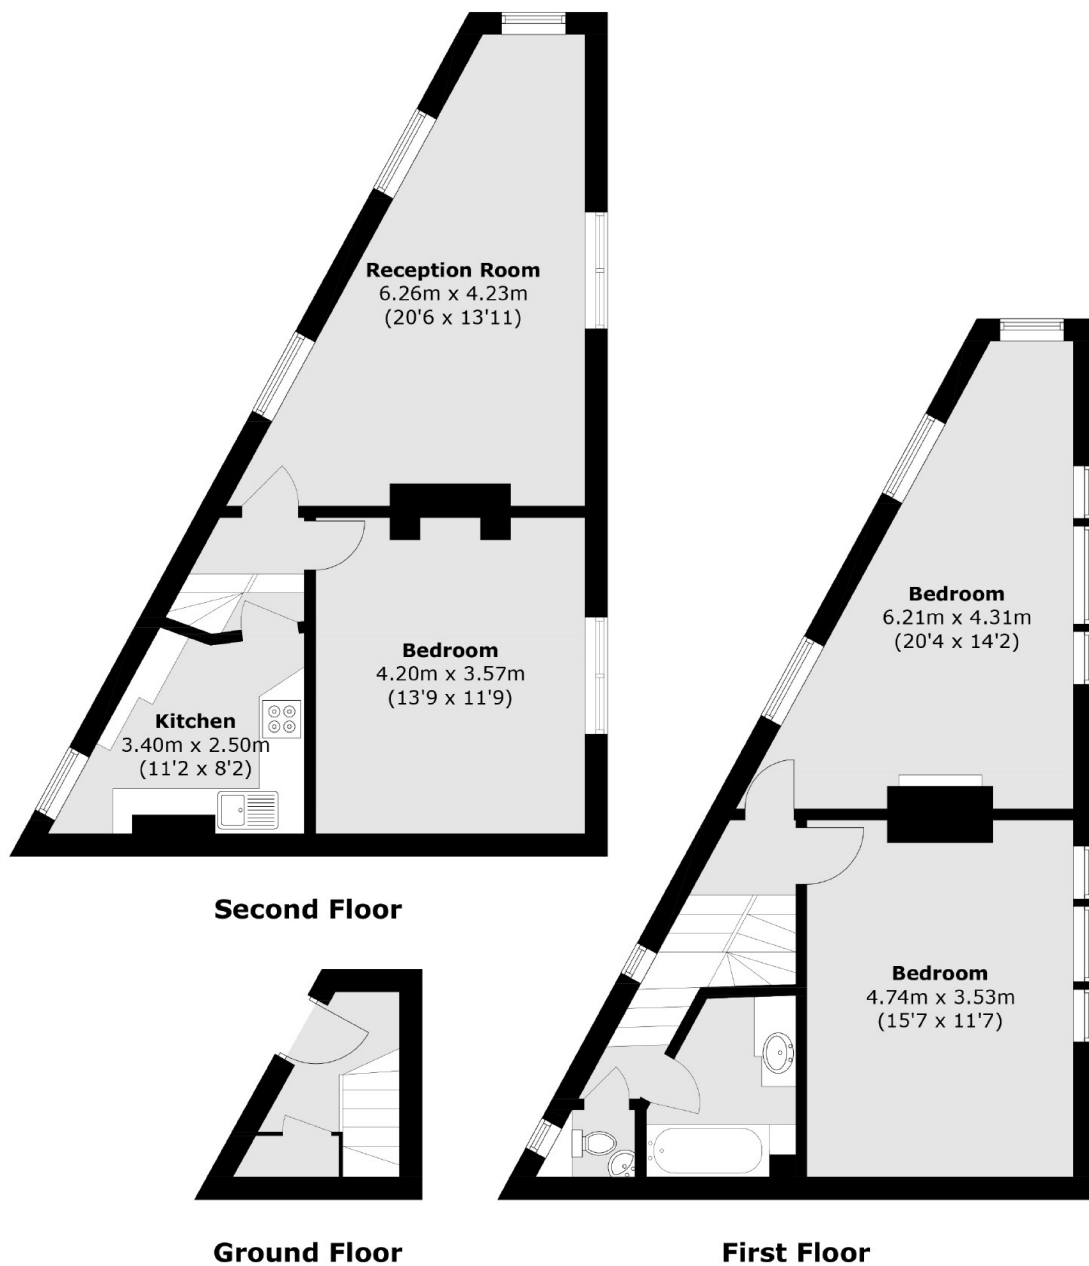 Reception Room
6.26m x 4.23m
(20'6 x 13'11)
Bedroom
4.20m x 3.57m
(13'9 x 11'9)
Kitchen
3.40m x 2.50m
(11'2 x 8'2)
Second Floor
Bedroom
6.21m x 4.31m
(20'4 x 14'2)
Bedroom
4.74m x 3.53m
(15'7 x 11'7)
Ground Floor
First Floor